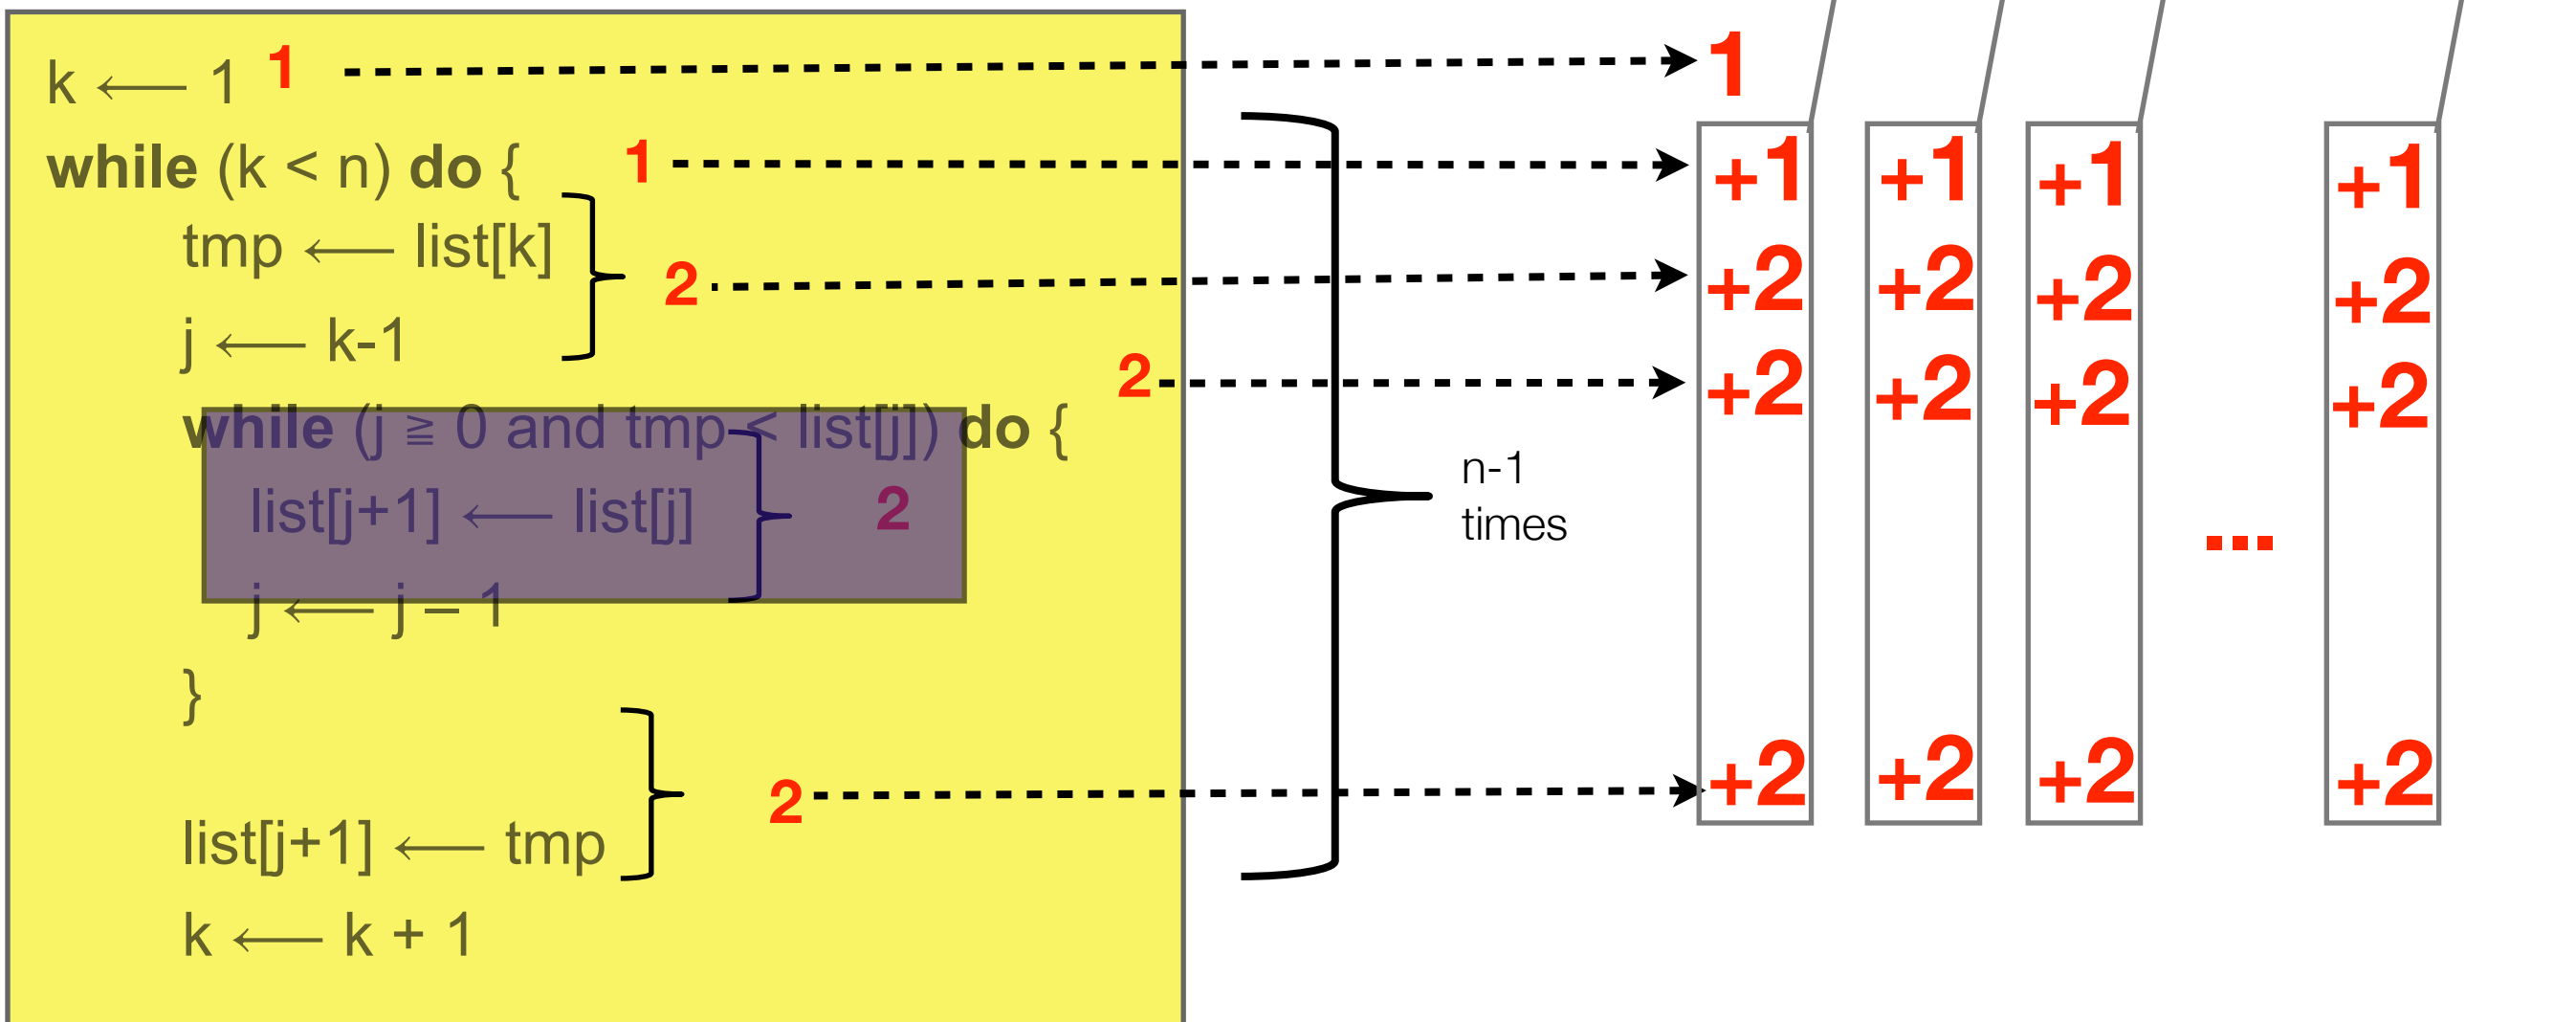 k ⟵ 1 1
while (k < n) do { 1
tmp ⟵ list[k]
2
j ⟵ k-1
2
while (j ≧ 0 and tmp < list[j]) do {
list[j+1] ⟵ list[j] 2
j ⟵ j – 1
}
2
list[j+1] ⟵ tmp
k ⟵ k + 1
n-1
times
1
+1 +1 +1 +1
+2 +2 +2 +2
+2 +2 +2 +2
...
+2 +2 +2 +2